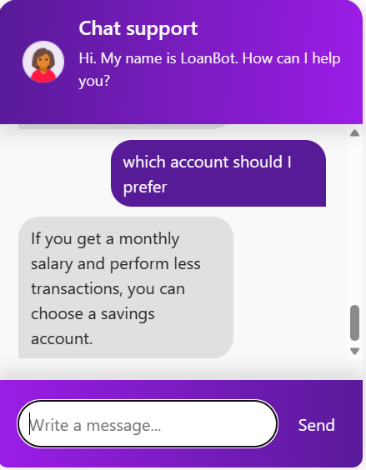 Chat support
Hi. My name is LoanBot. How can I help
you?
which account should I
prefer
If you get a monthly
salary and perform less
transactions, you can
choose a savings
account.
Write a message...
Send